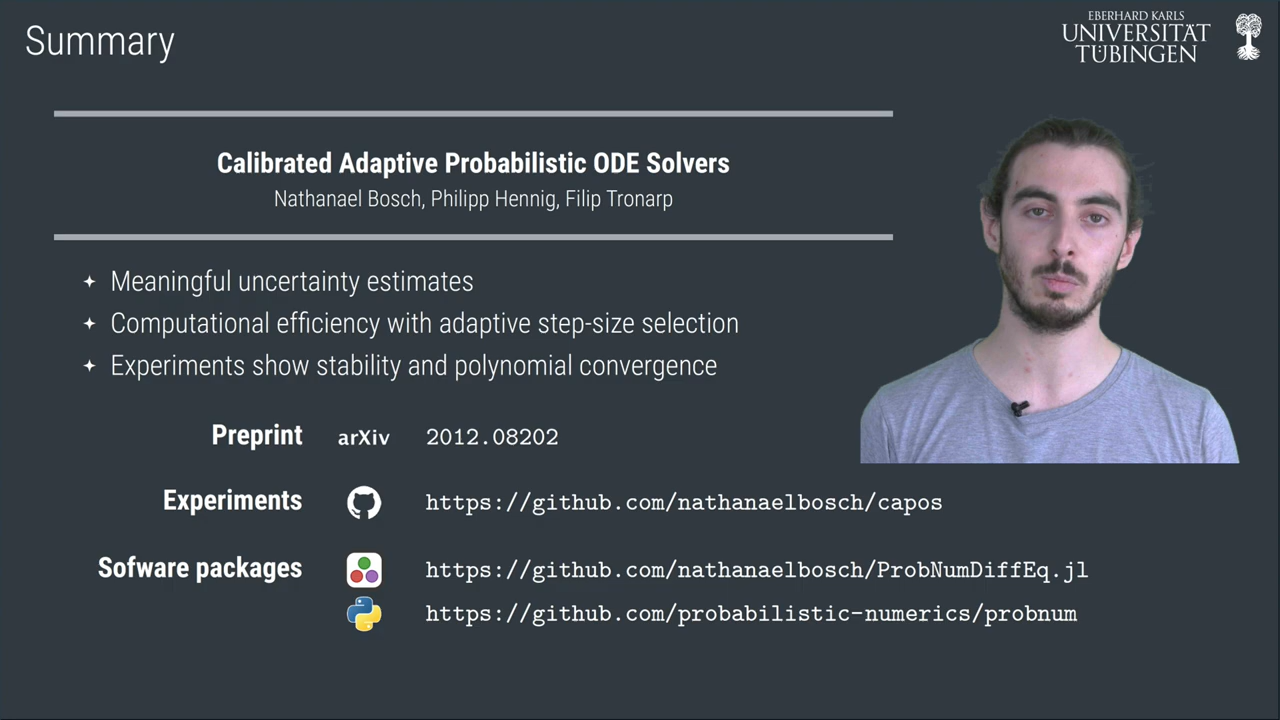 Summary
EBERHARD KARLS
UNIVERSITÄT
TÜBINGEN
Calibrated Adaptive Probabilistic ODE Solvers
Nathanael Bosch, Philipp Hennig, Filip Tronarp
Meaningful uncertainty estimates
Computational efficiency with adaptive step-size selection
Experiments show stability and polynomial convergence
Preprint arXiv 2012.08202
Experiments https://github.com/nathanaelbosch/capos
Sofware packages https://github.com/nathanaelbosch/ProbNumDiffEq.jl
https://github.com/probabilistic-numerics/probnum